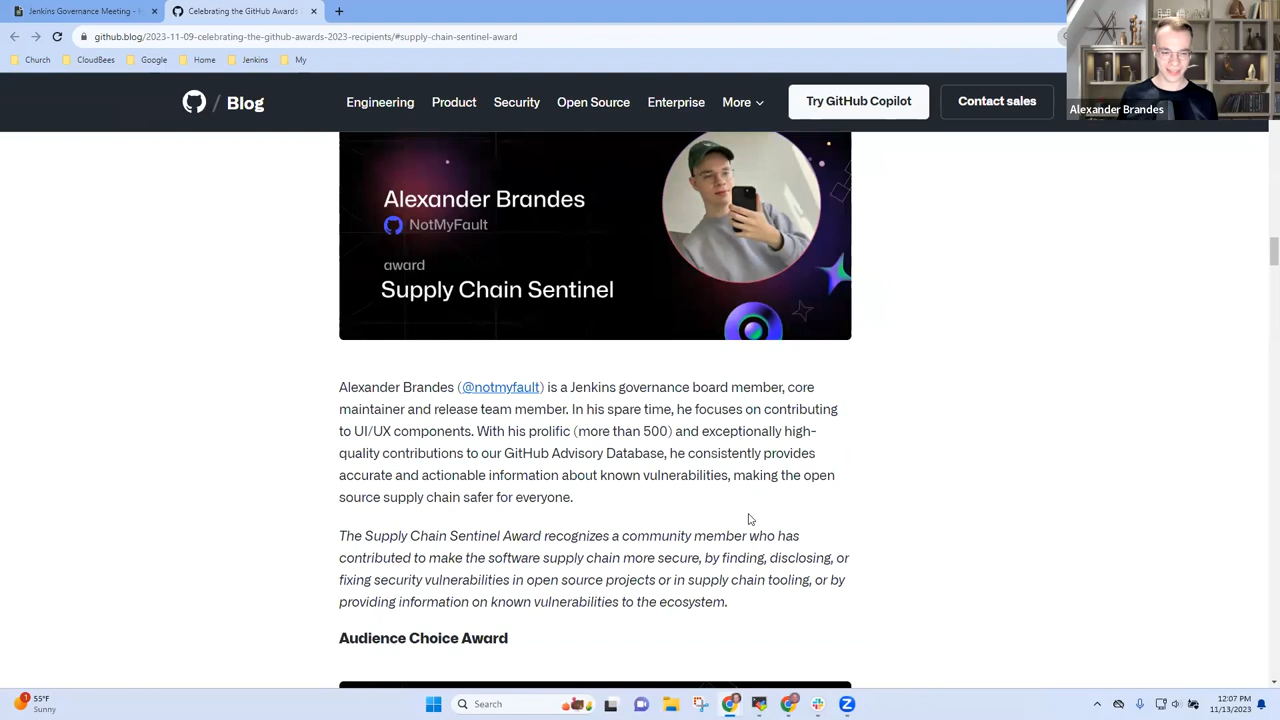 Jenkins Governance Meeting -
Celebrating the GitHub Awards
github.blog/2023-11-09-celebrating-the-github-awards-2023-recipients/#supply-chain-sentinel-award
Church CloudBees Google Home Jenkins My
/ Blog
Engineering Product Security Open Source Enterprise More Try GitHub Copilot Contact sales
Alexander Brandes
Alexander Brandes
NotMyFault
award
Supply Chain Sentinel
Alexander Brandes (@notmyfault) is a Jenkins governance board member, core
maintainer and release team member. In his spare time, he focuses on contributing
to UI/UX components. With his prolific (more than 500) and exceptionally high-
quality contributions to our GitHub Advisory Database, he consistently provides
accurate and actionable information about known vulnerabilities, making the open
source supply chain safer for everyone.
The Supply Chain Sentinel Award recognizes a community member who has
contributed to make the software supply chain more secure, by finding, disclosing, or
fixing security vulnerabilities in open source projects or in supply chain tooling, or by
providing information on known vulnerabilities to the ecosystem.
Audience Choice Award
1
55°F
Sunny
Search
12:07 PM
11/13/2023